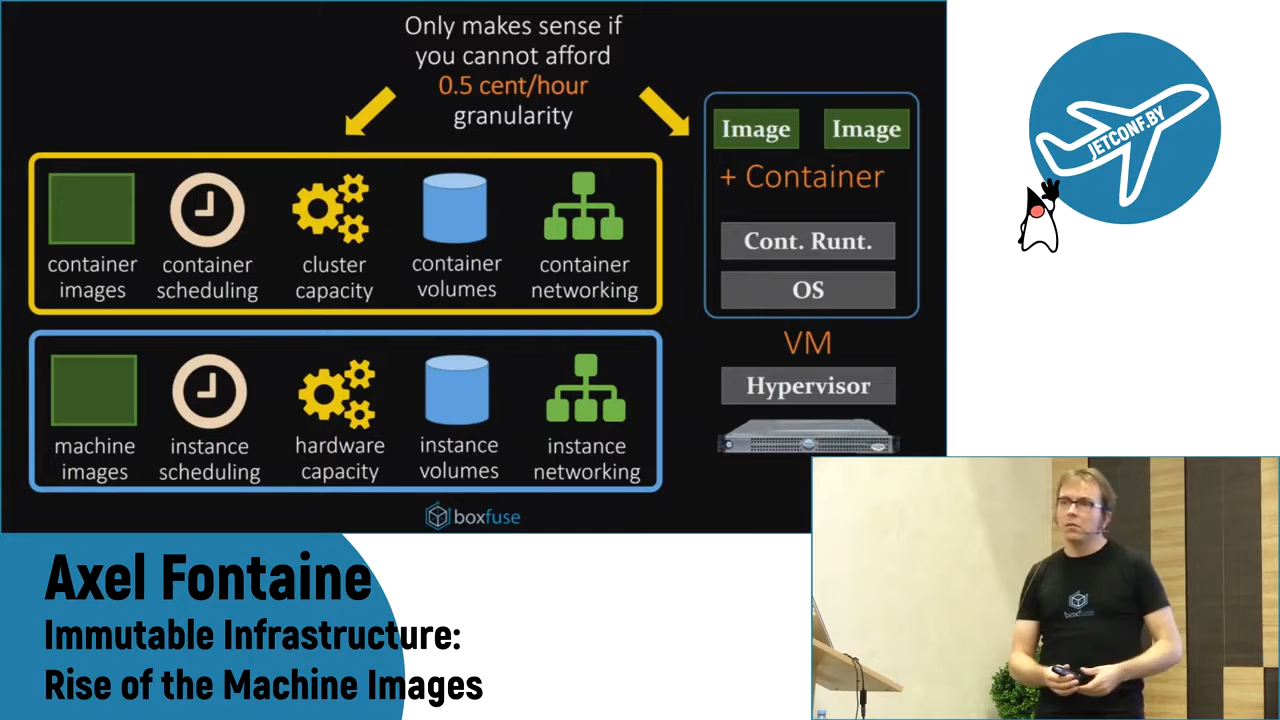 Only makes sense if
you cannot afford
0.5 cent/hour
granularity
container
images
container
scheduling
cluster
capacity
container
volumes
container
networking
machine
images
instance
scheduling
hardware
capacity
instance
volumes
instance
networking
boxfuse
Image Image
+ Container
Cont. Runt.
OS
VM
Hypervisor
JETCONF.BY
Axel Fontaine
Immutable Infrastructure:
Rise of the Machine Images
boxfuse